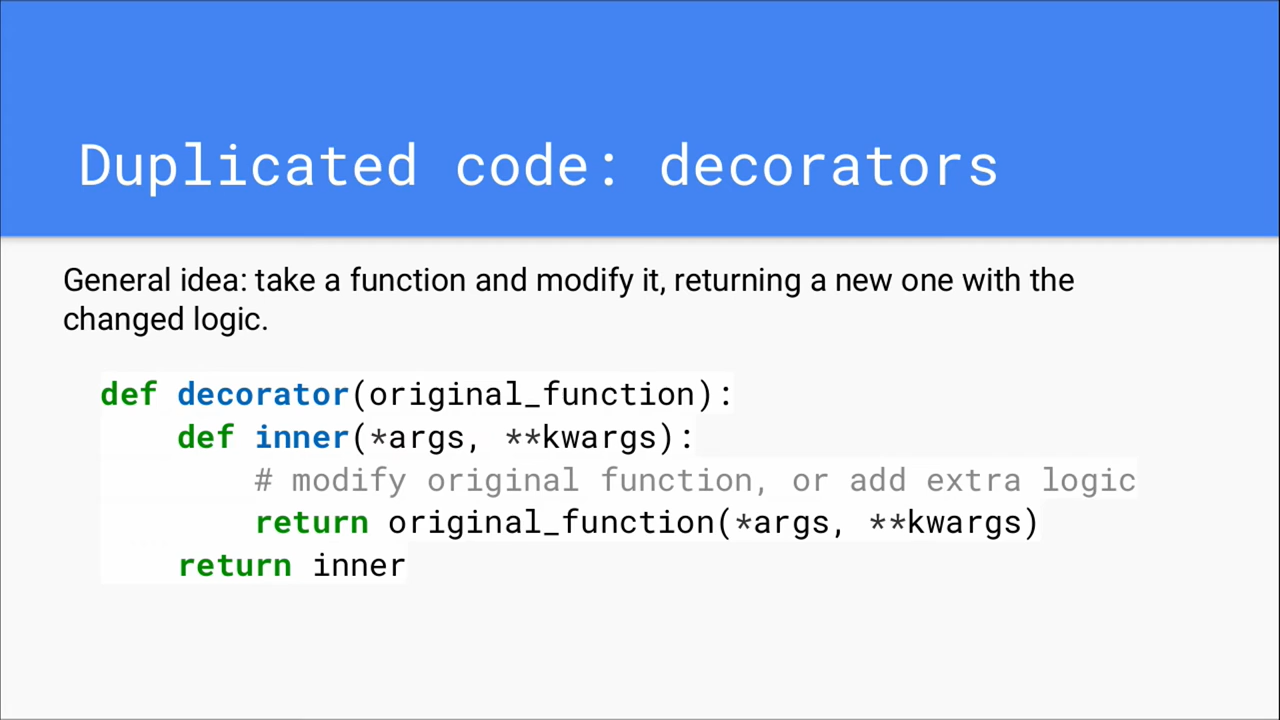 Duplicated code: decorators
General idea: take a function and modify it, returning a new one with the
changed logic.
def decorator(original_function):
    def inner(*args, **kwargs):
        # modify original function, or add extra logic
        return original_function(*args, **kwargs)
    return inner